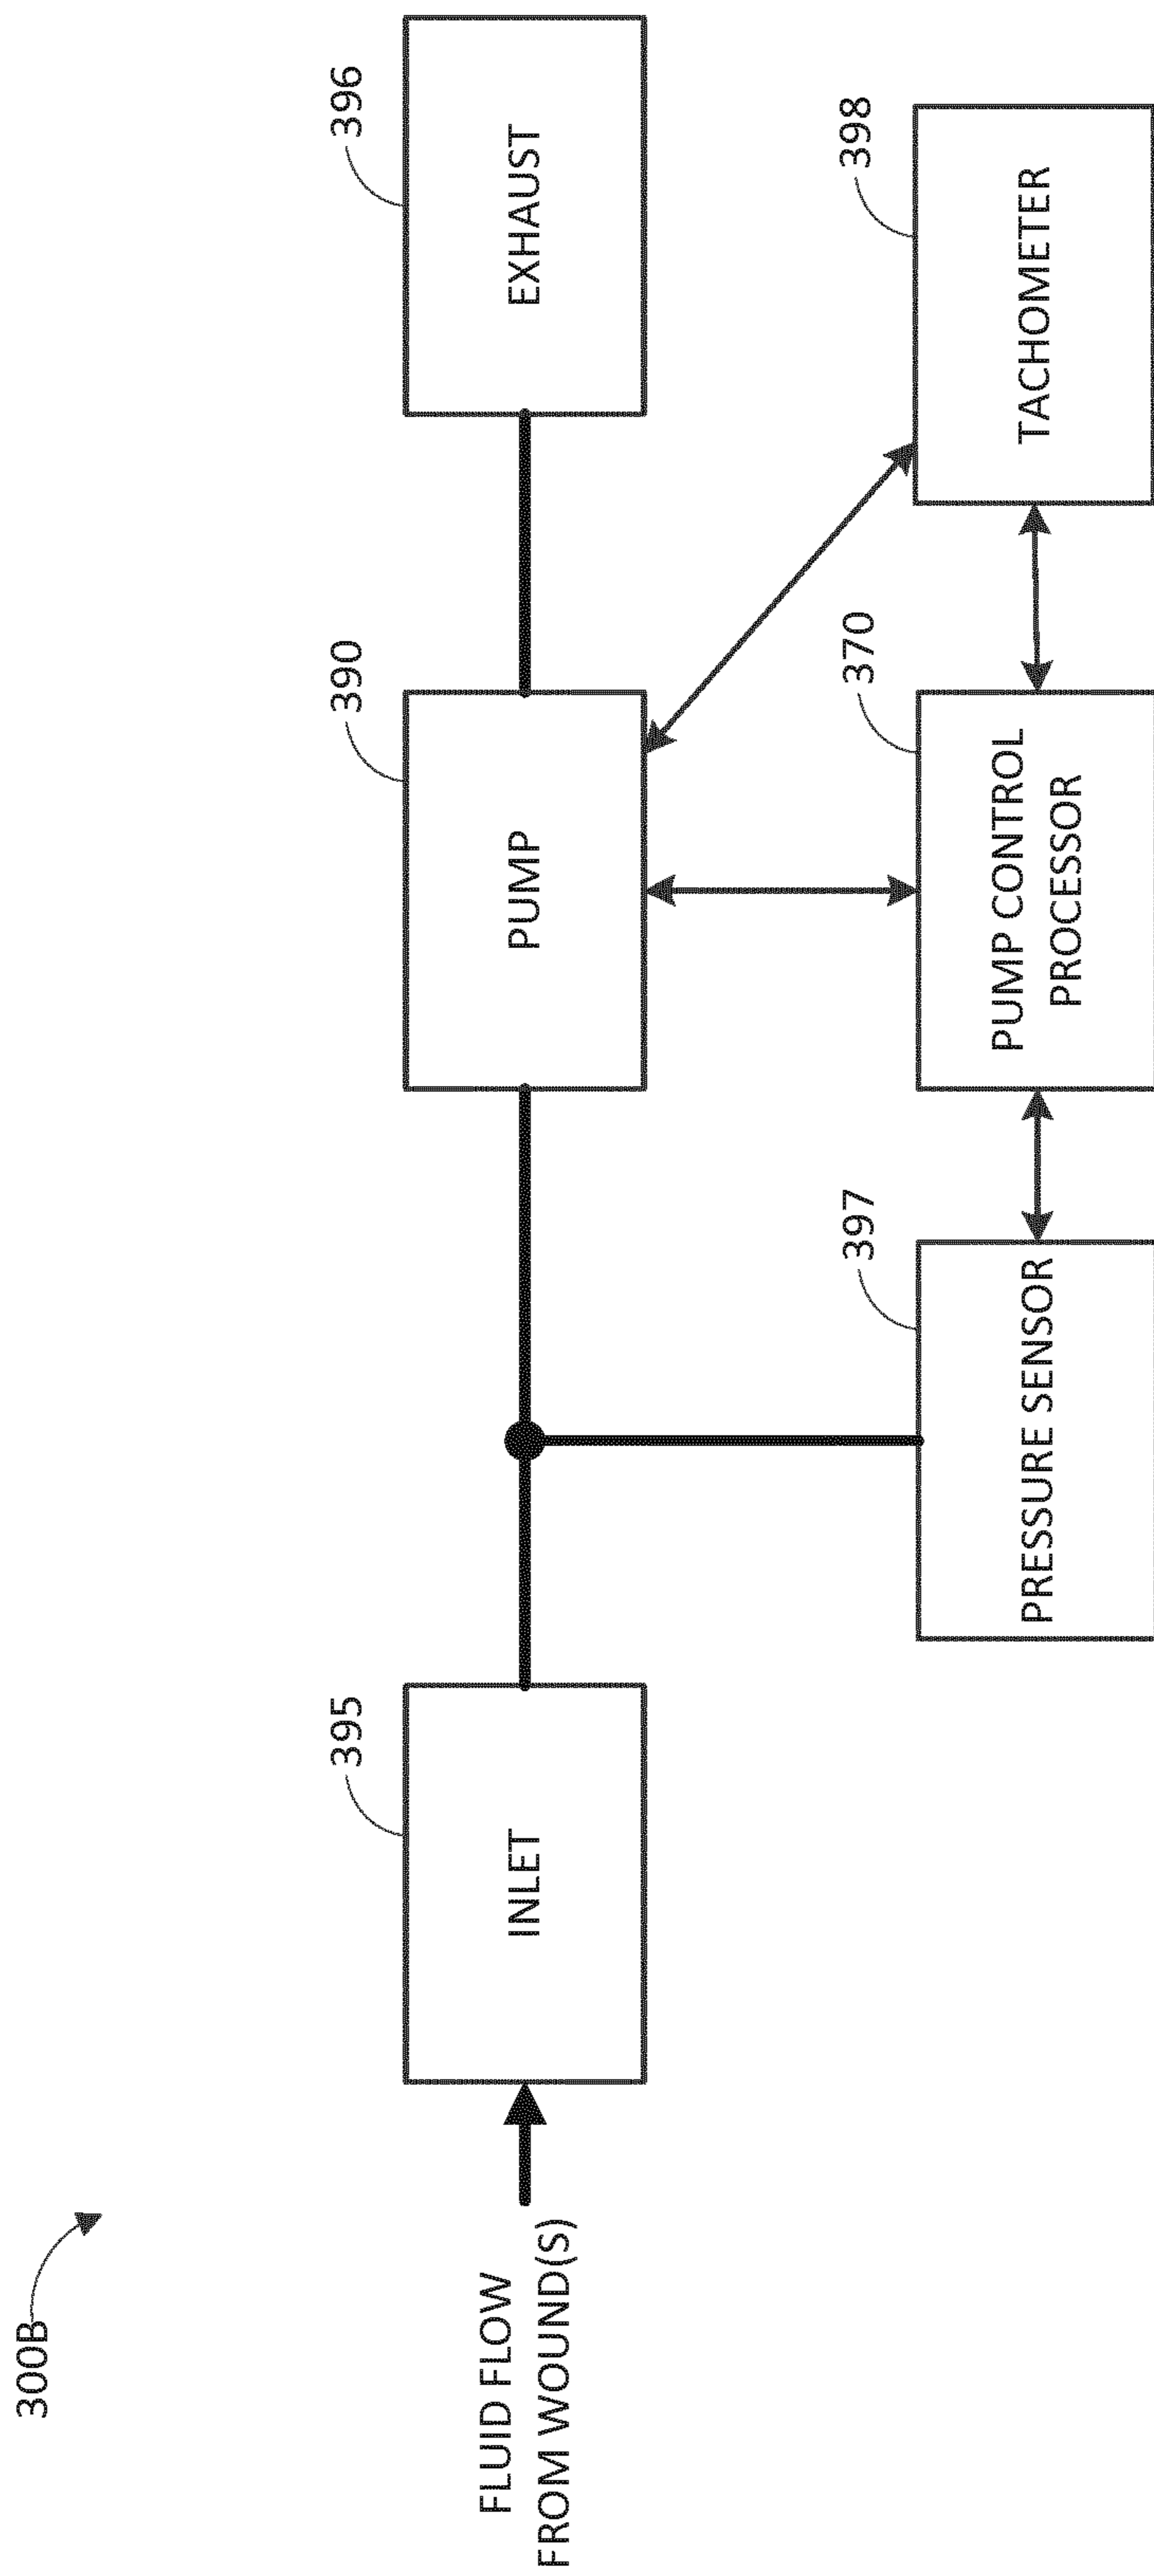 300B
395
390
396
FLUID FLOW
FROM WOUND(S)
INLET
PUMP
EXHAUST
397
370
398
PRESSURE SENSOR
PUMP CONTROL
PROCESSOR
TACHOMETER